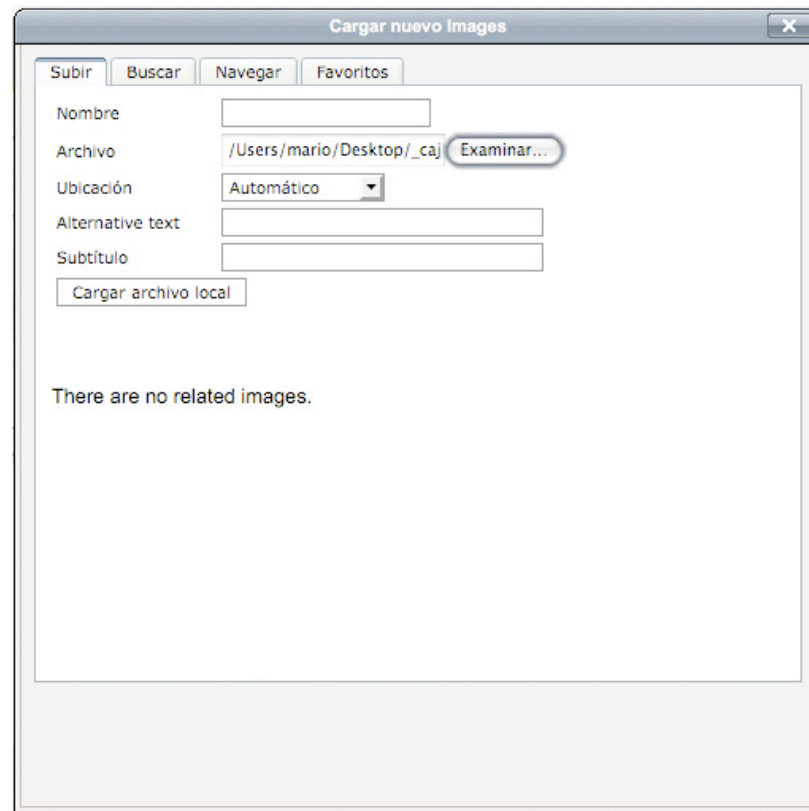 Cargar nuevo Images
Subir Buscar Navegar Favoritos
Nombre
Archivo /Users/mario/Desktop/_caj Examinar...
Ubicación Automático
Alternative text
Subtítulo
Cargar archivo local
There are no related images.